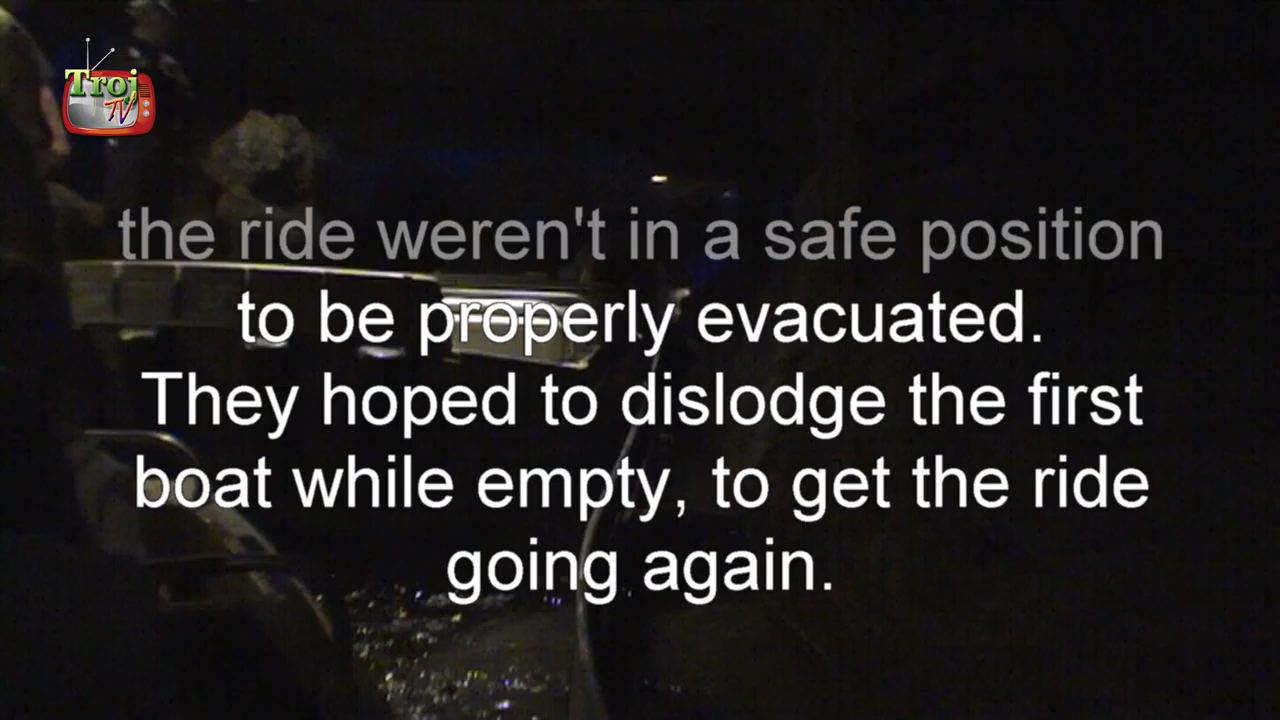 Troj
TV
the ride weren't in a safe position
to be properly evacuated.
They hoped to dislodge the first
boat while empty, to get the ride
going again.